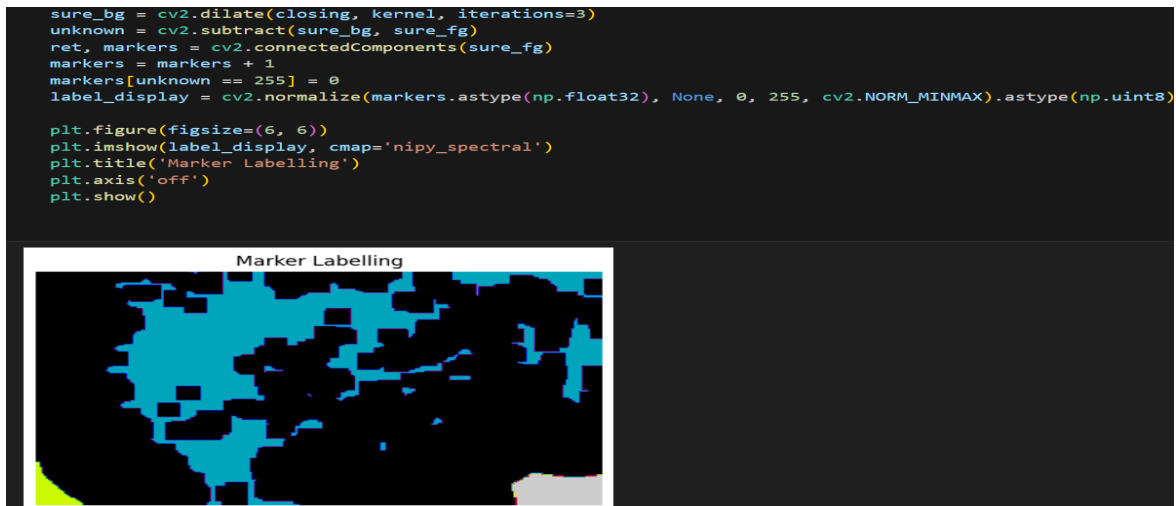 sure_bg = cv2.dilate(closing, kernel, iterations=3)
unknown = cv2.subtract(sure_bg, sure_fg)
ret, markers = cv2.connectedComponents(sure_fg)
markers = markers + 1
markers[unknown == 255] = 0
label_display = cv2.normalize(markers.astype(np.float32), None, 0, 255, cv2.NORM_MINMAX).astype(np.uint8)
plt.figure(figsize=(6, 6))
plt.imshow(label_display, cmap='nipy_spectral')
plt.title('Marker Labelling')
plt.axis('off')
plt.show()
Marker Labelling